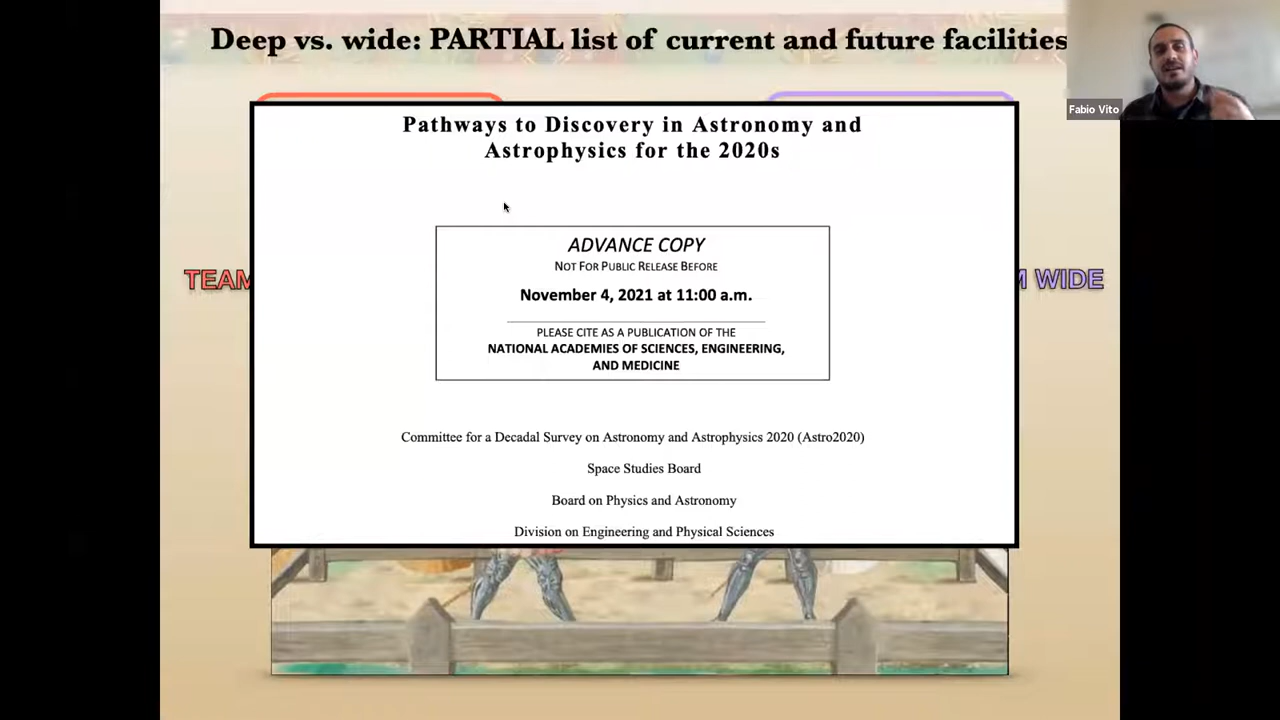 Deep vs. wide: PARTIAL list of current and future facilities
Fabio Vito
Pathways to Discovery in Astronomy and
Astrophysics for the 2020s
ADVANCE COPY
NOT FOR PUBLIC RELEASE BEFORE
November 4, 2021 at 11:00 a.m.
PLEASE CITE AS A PUBLICATION OF THE
NATIONAL ACADEMIES OF SCIENCES, ENGINEERING,
AND MEDICINE
TEAM
WIDE
Committee for a Decadal Survey on Astronomy and Astrophysics 2020 (Astro2020)
Space Studies Board
Board on Physics and Astronomy
Division on Engineering and Physical Sciences